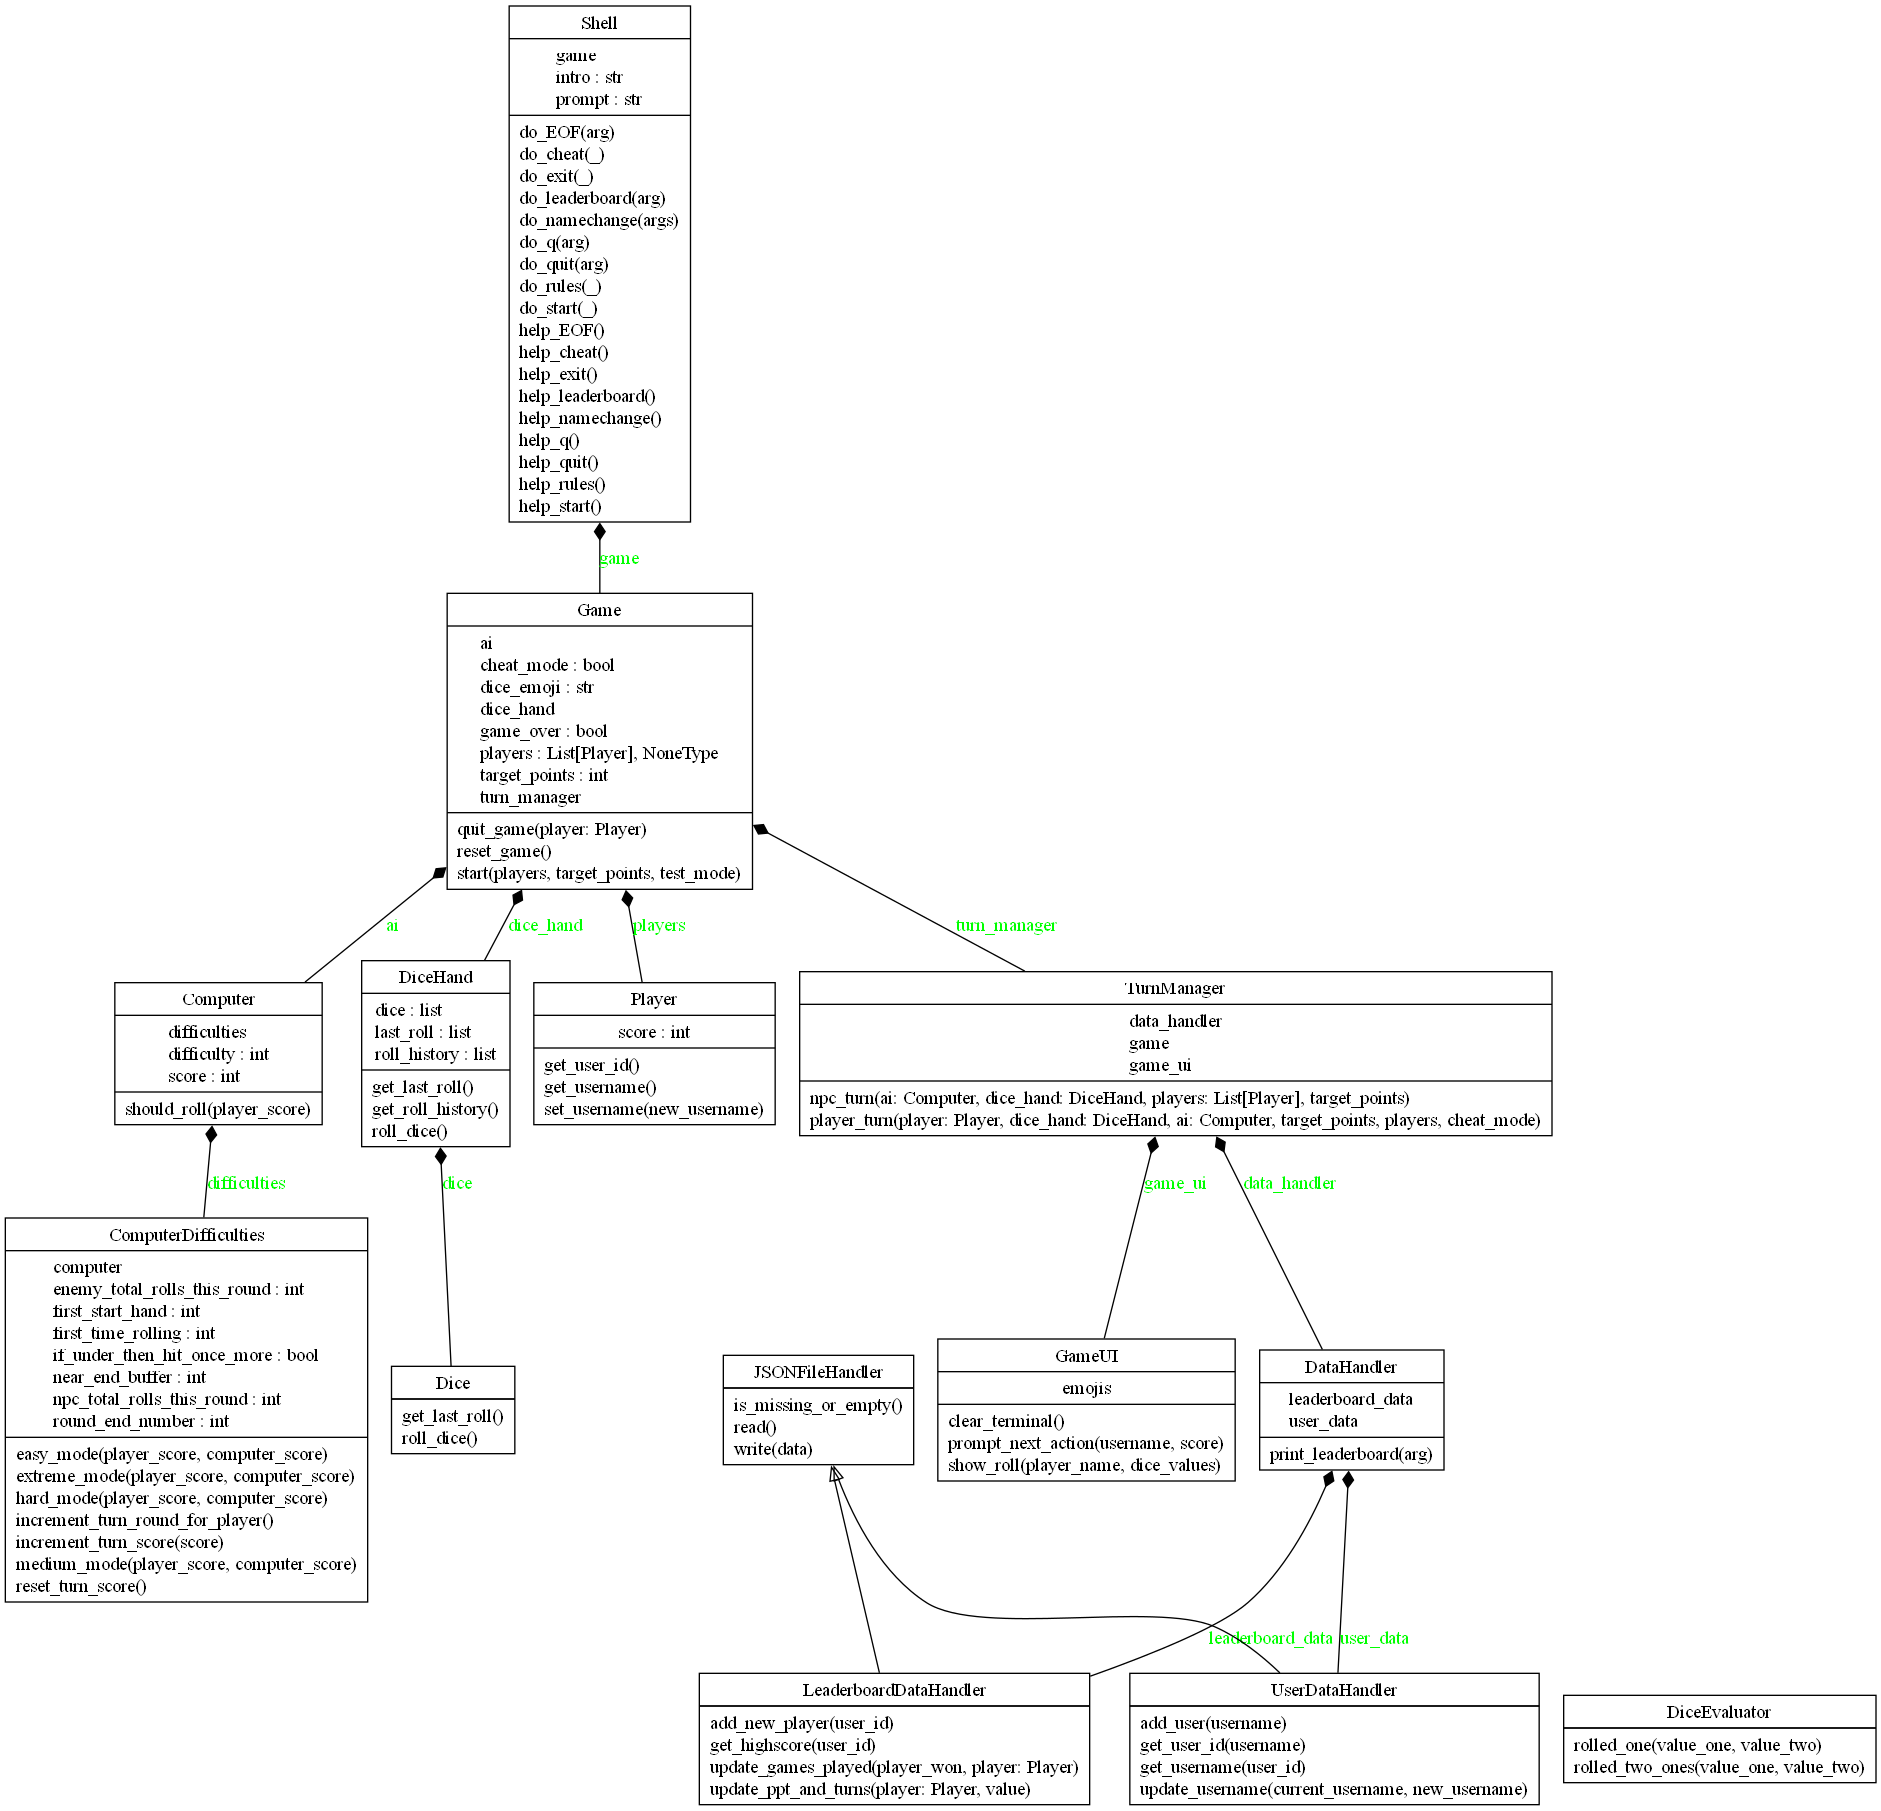 Shell
game
intro : str
prompt : str
do_EOF(arg)
do_cheat(_)
do_exit(_)
do_leaderboard(arg)
do_namechange(args)
do_q(arg)
do_quit(arg)
do_rules(_)
do_start(_)
help_EOF()
help_cheat()
help_exit()
help_leaderboard()
help_namechange()
help_q()
help_quit()
help_rules()
help_start()
game
Game
ai
cheat_mode : bool
dice_emoji : str
dice_hand
game_over : bool
players : List[Player], NoneType
target_points : int
turn_manager
quit_game(player: Player)
reset_game()
start(players, target_points, test_mode)
ai
dice_hand
players
turn_manager
Computer
difficulties
difficulty : int
score : int
should_roll(player_score)
DiceHand
dice : list
last_roll : list
roll_history : list
get_last_roll()
get_roll_history()
roll_dice()
Player
score : int
get_user_id()
get_username()
set_username(new_username)
TurnManager
data_handler
game
game_ui
npc_turn(ai: Computer, dice_hand: DiceHand, players: List[Player], target_points)
player_turn(player: Player, dice_hand: DiceHand, ai: Computer, target_points, players, cheat_mode)
difficulties
dice
game_ui
data_handler
ComputerDifficulties
computer
enemy_total_rolls_this_round : int
first_start_hand : int
first_time_rolling : int
if_under_then_hit_once_more : bool
near_end_buffer : int
npc_total_rolls_this_round : int
round_end_number : int
easy_mode(player_score, computer_score)
extreme_mode(player_score, computer_score)
hard_mode(player_score, computer_score)
increment_turn_round_for_player()
increment_turn_score(score)
medium_mode(player_score, computer_score)
reset_turn_score()
Dice
get_last_roll()
roll_dice()
JSONFileHandler
is_missing_or_empty()
read()
write(data)
GameUI
emojis
clear_terminal()
prompt_next_action(username, score)
show_roll(player_name, dice_values)
DataHandler
leaderboard_data
user_data
print_leaderboard(arg)
leaderboard_data
user_data
LeaderboardDataHandler
add_new_player(user_id)
get_highscore(user_id)
update_games_played(player_won, player: Player)
update_ppt_and_turns(player: Player, value)
UserDataHandler
add_user(username)
get_user_id(username)
get_username(user_id)
update_username(current_username, new_username)
DiceEvaluator
rolled_one(value_one, value_two)
rolled_two_ones(value_one, value_two)